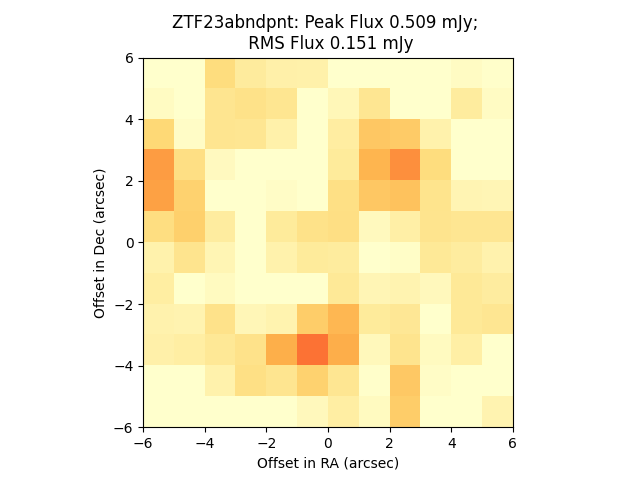 ZTF23abndpnt: Peak Flux 0.509 mJy;
RMS Flux 0.151 mJy
6
4
2
0
−2
−4
−6
Offset in Dec (arcsec)
−6 −4 −2 0 2 4 6
Offset in RA (arcsec)